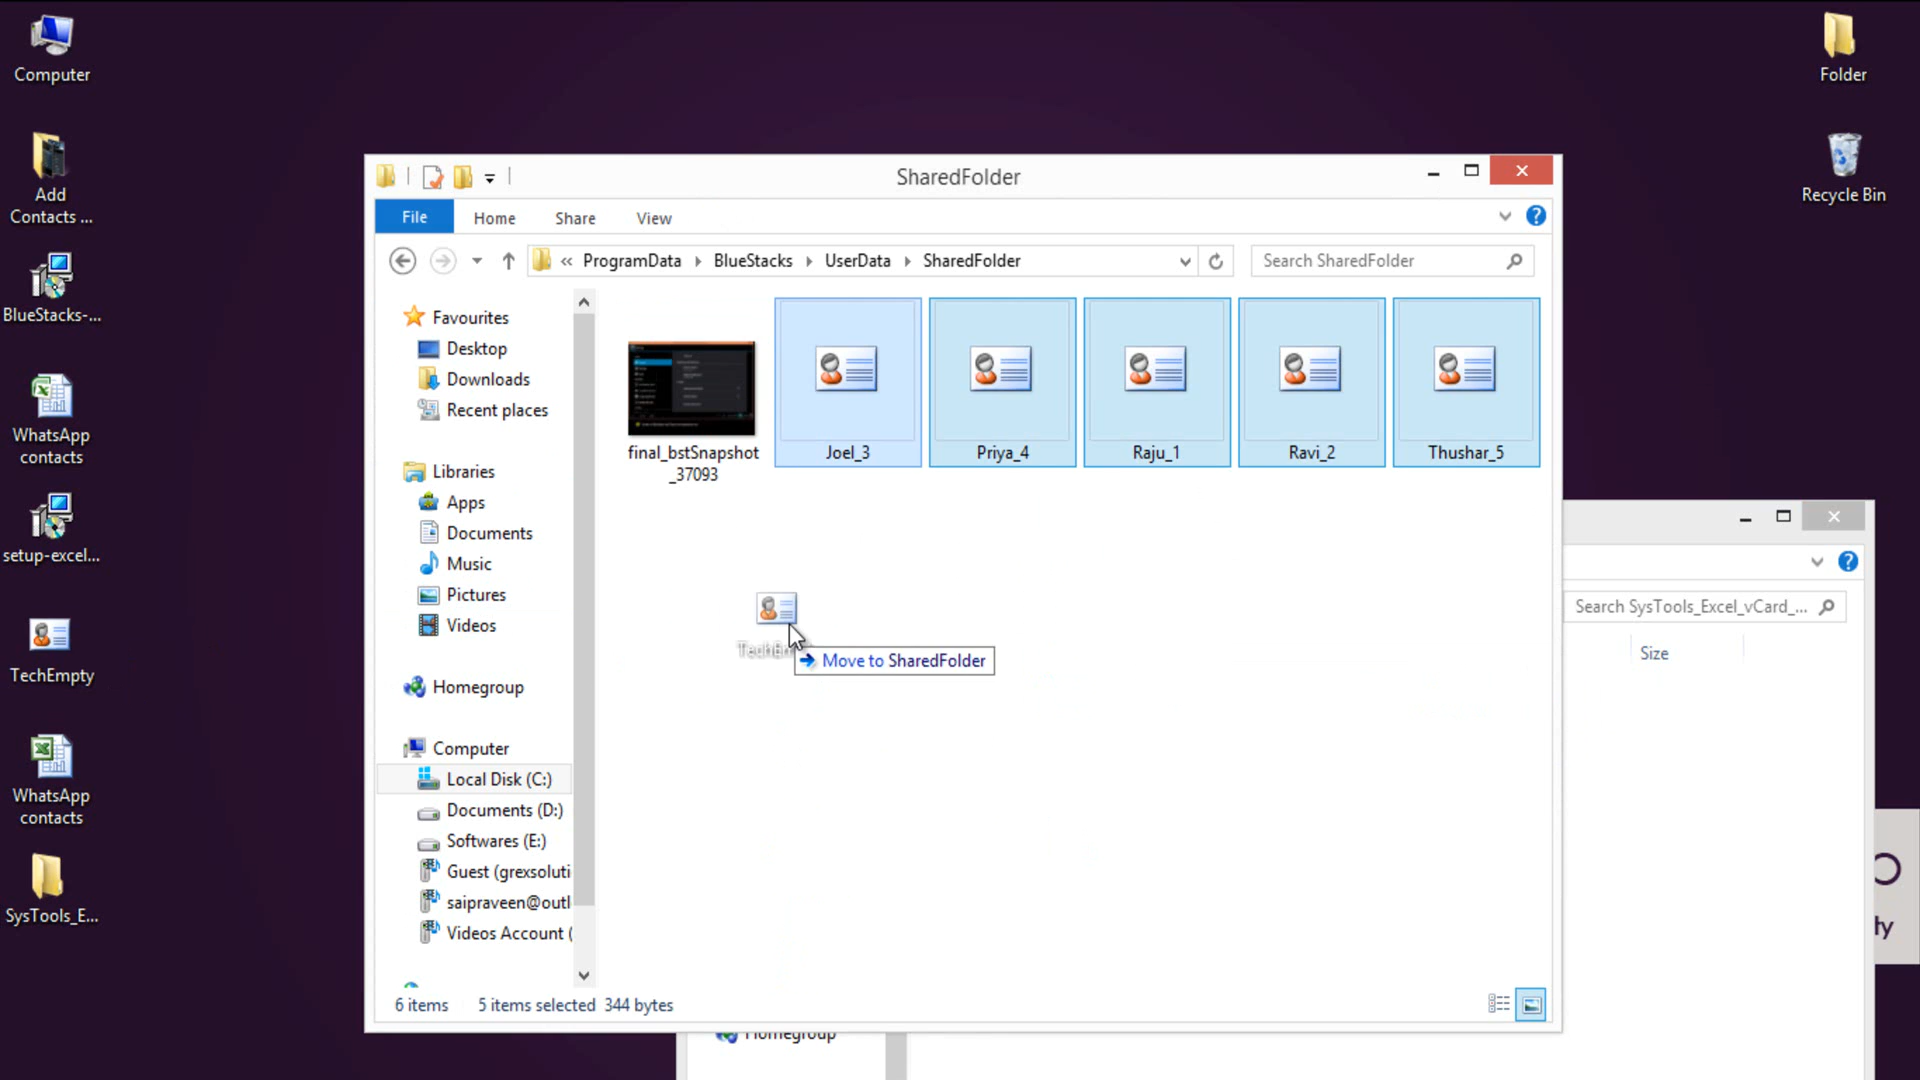 Computer
Add
Contacts ...
BlueStacks-...
WhatsApp
contacts
setup-excel...
TechEmpty
WhatsApp
contacts
SysTools_E...
Folder
Recycle Bin
SharedFolder
File
Home
Share
View
« ProgramData
BlueStacks
UserData
SharedFolder
Search SharedFolder
Favourites
Desktop
Downloads
Recent places
Libraries
Apps
Documents
Music
Pictures
Videos
Homegroup
Computer
Local Disk (C:)
Documents (D:)
Softwares (E:)
Guest (grexsoluti
saipraveen@outl
Videos Account (
final_bstSnapshot
_37093
Joel_3
Priya_4
Raju_1
Ravi_2
Thushar_5
Move to SharedFolder
6 items
5 items selected 344 bytes
Search SysTools_Excel_vCard_...
Size
Homegroup